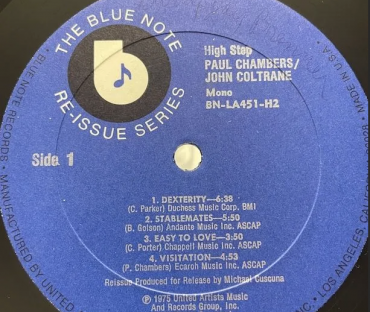 THE BLUE NOTE
RE-ISSUE SERIES
High Step
PAUL CHAMBERS/
JOHN COLTRANE
Mono
BN-LA451-H2
Side 1
1. DEXTERITY—6:38
(C. Parker) Duchess Music Corp. BMI
2. STABLEMATES—5:50
(B. Golson) Andante Music Inc. ASCAP
3. EASY TO LOVE—3:50
(C. Porter) Chappell Music Inc. ASCAP
4. VISITATION—4:53
(P. Chambers) Ecaroh Music Inc. ASCAP
Reissue Produced for Release by Michael Cuscuna
Ⓟ 1975 United Artists Music
And Records Group, Inc.
MANUFACTURED BY UNITED
BLUE NOTE RECORDS
INC. LOS ANGELES, CAL
MADE IN U.S.A.